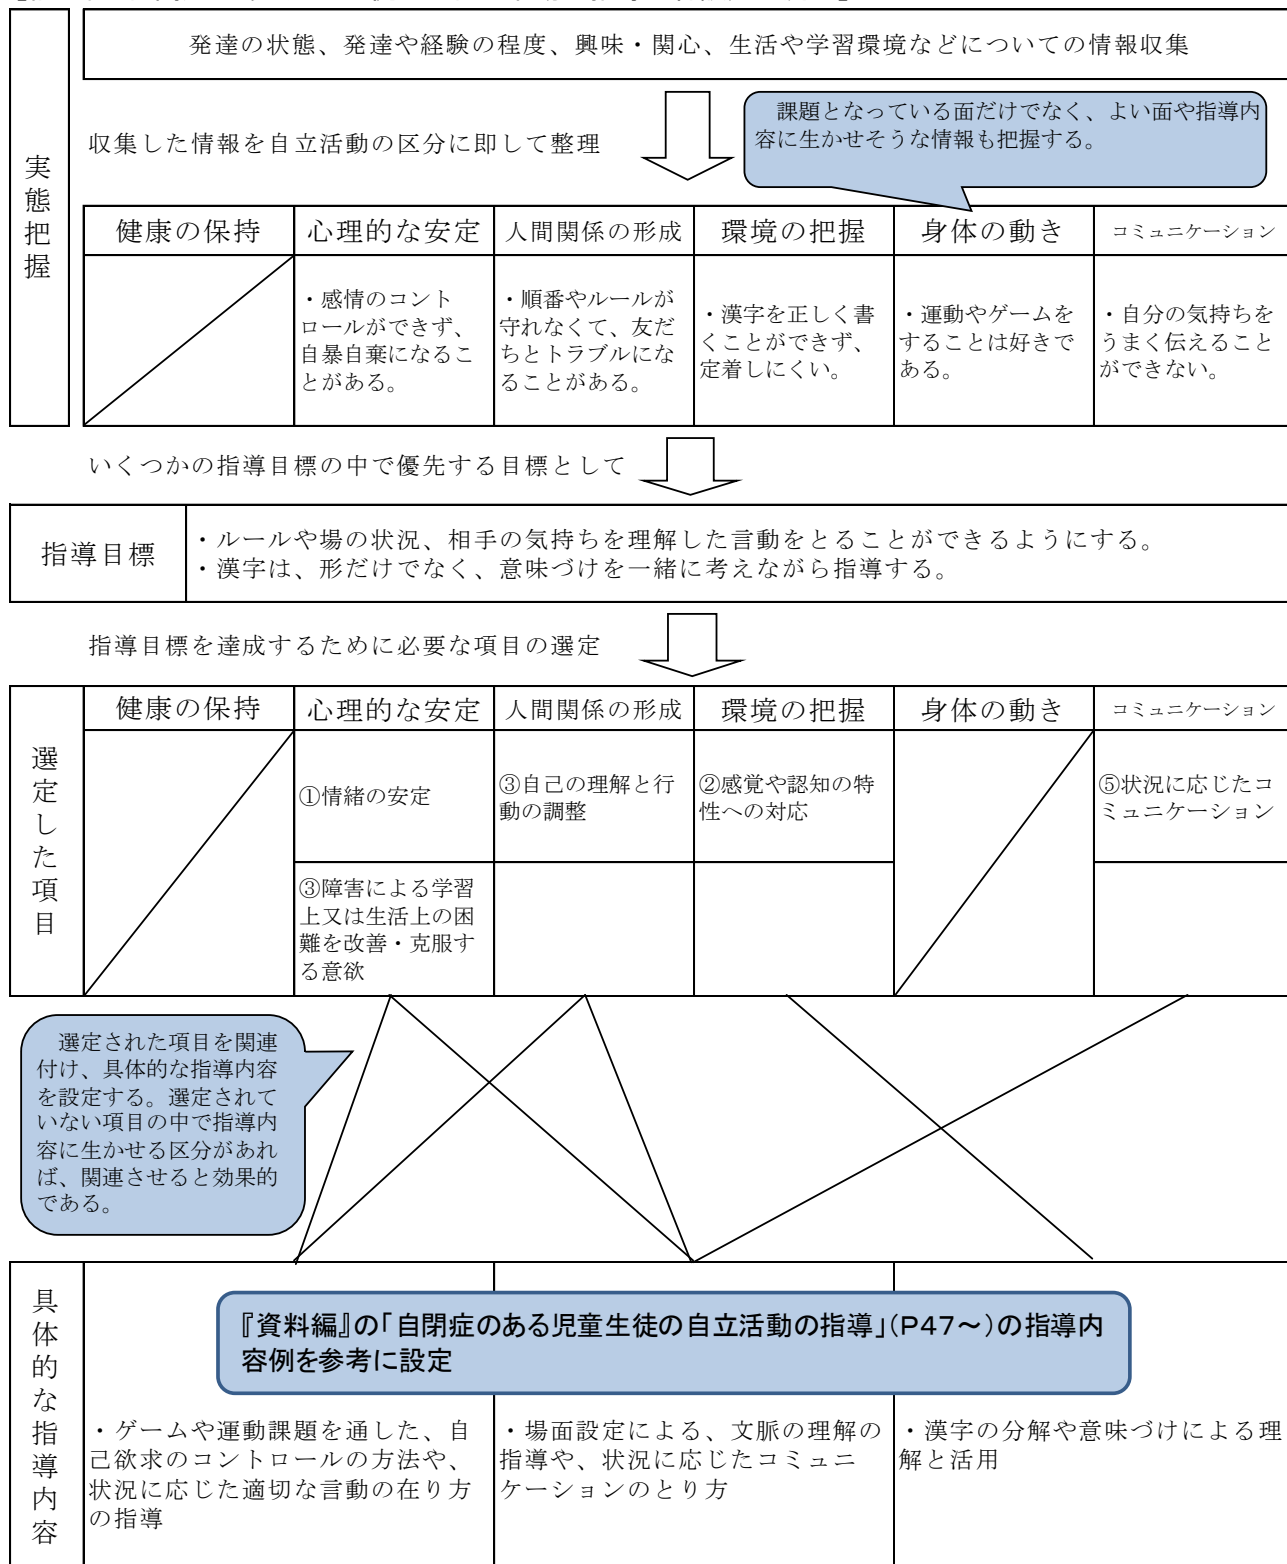 発達の状態、発達や経験の程度、興味・関心、生活や学習環境などについての情報収集
収集した情報を自立活動の区分に即して整理
課題となっている面だけでなく、よい面や指導内
容に生かせそうな情報も把握する。
実態把握
健康の保持
心理的な安定
人間関係の形成
環境の把握
身体の動き
コミュニケーション
・感情のコント
ロールができず、
自暴自棄になるこ
とがある。
・順番やルールが
守れなくて、友だ
ちとトラブルにな
ることがある。
・漢字を正しく書
くことができず、
定着しにくい。
・運動やゲームを
することは好きで
ある。
・自分の気持ちを
うまく伝えること
ができない。
いくつかの指導目標の中で優先する目標として
指導目標
・ルールや場の状況、相手の気持ちを理解した言動をとることができるようにする。
・漢字は、形だけでなく、意味づけを一緒に考えながら指導する。
指導目標を達成するために必要な項目の選定
選定した項目
健康の保持
心理的な安定
人間関係の形成
環境の把握
身体の動き
コミュニケーション
①情緒の安定
③自己の理解と行
動の調整
②感覚や認知の特
性への対応
⑤状況に応じたコ
ミュニケーション
③障害による学習
上又は生活上の困
難を改善・克服す
る意欲
選定された項目を関連
付け、具体的な指導内容
を設定する。選定されて
いない項目の中で指導内
容に生かせる区分があれ
ば、関連させると効果的
である。
具体的な指導内容
『資料編』の「自閉症のある児童生徒の自立活動の指導」(P47～)の指導内
容例を参考に設定
・ゲームや運動課題を通した、自
己欲求のコントロールの方法や、
状況に応じた適切な言動の在り方
の指導
・場面設定による、文脈の理解の
指導や、状況に応じたコミュニ
ケーションのとり方
・漢字の分解や意味づけによる理
解と活用